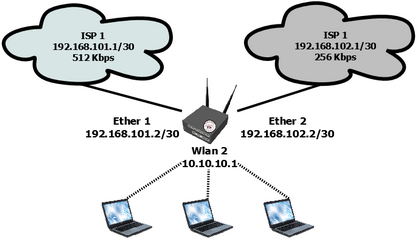 ISP 1
192.168.101.1/30
512 Kbps
ISP 1
192.168.102.1/30
256 Kbps
Ether 1
192.168.101.2/30
Ether 2
192.168.102.2/30
Wlan 2
10.10.10.1